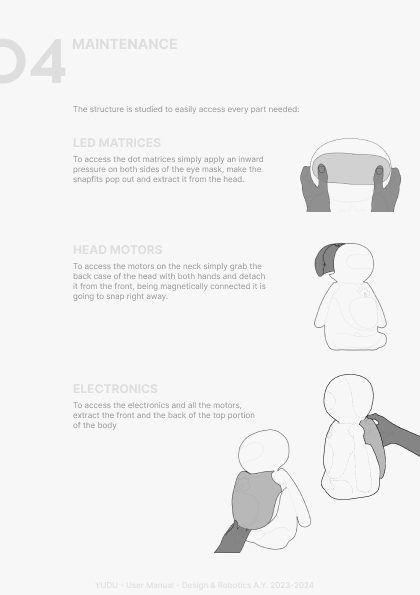 04
MAINTENANCE
The structure is studied to easily access every part needed:
LED MATRICES
To access the dot matrices simply apply an inward
pressure on both sides of the eye mask, make the
snapfits pop out and extract it from the head.
HEAD MOTORS
To access the motors on the neck simply grab the
back case of the head with both hands and detach
it from the front, being magnetically connected it is
going to snap right away.
ELECTRONICS
To access the electronics and all the motors,
extract the front and the back of the top portion
of the body
YUDU - User Manual - Design & Robotics A.Y. 2023-2024